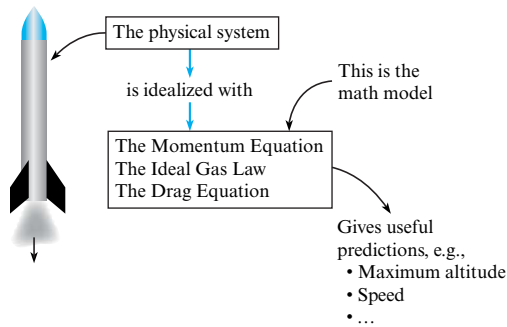 The physical system
is idealized with
This is the
math model
The Momentum Equation
The Ideal Gas Law
The Drag Equation
Gives useful
predictions, e.g.,
• Maximum altitude
• Speed
• ...